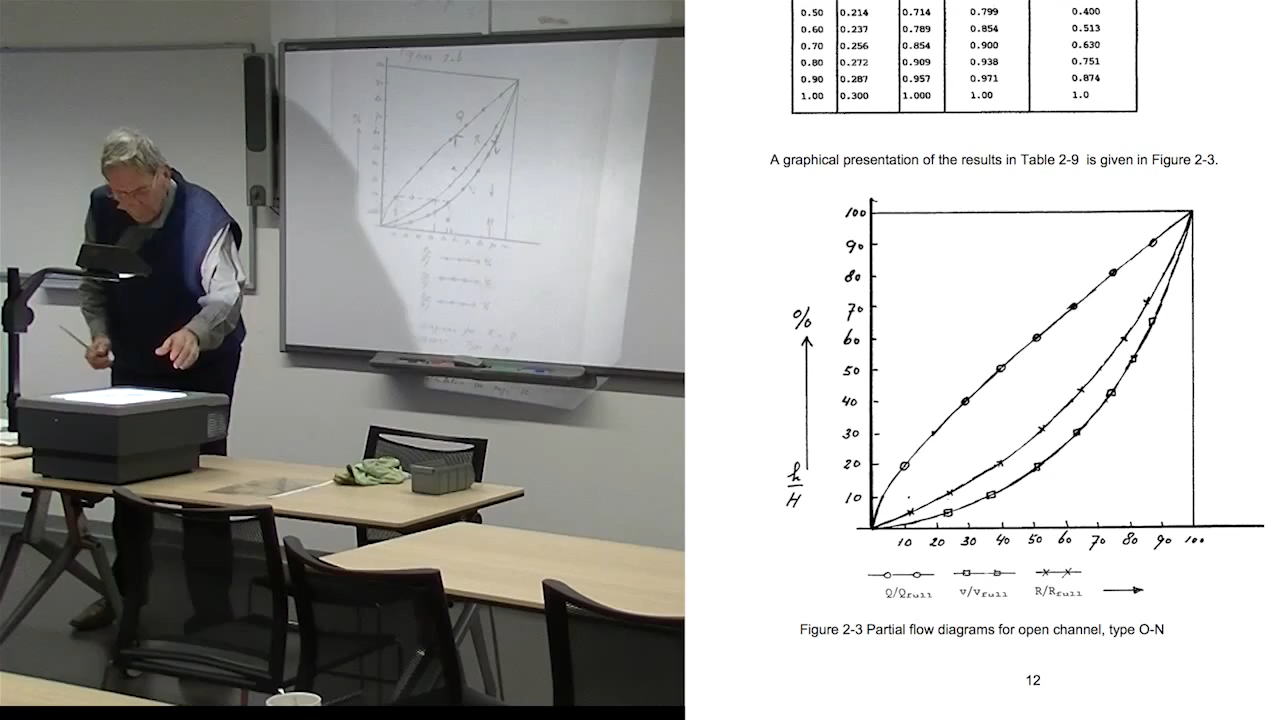 0.50 0.214 0.714 0.799 0.400
0.60 0.237 0.789 0.854 0.513
0.70 0.256 0.854 0.900 0.630
0.80 0.272 0.909 0.938 0.751
0.90 0.287 0.957 0.971 0.874
1.00 0.300 1.000 1.00 1.0
A graphical presentation of the results in Table 2-9 is given in Figure 2-3.
100
90
80
70
%
60
50
40
30
20
h/H
10
10 20 30 40 50 60 70 80 90 100
Q/Qfull V/Vfull R/Rfull
Figure 2-3 Partial flow diagrams for open channel, type O-N
12
Q
R